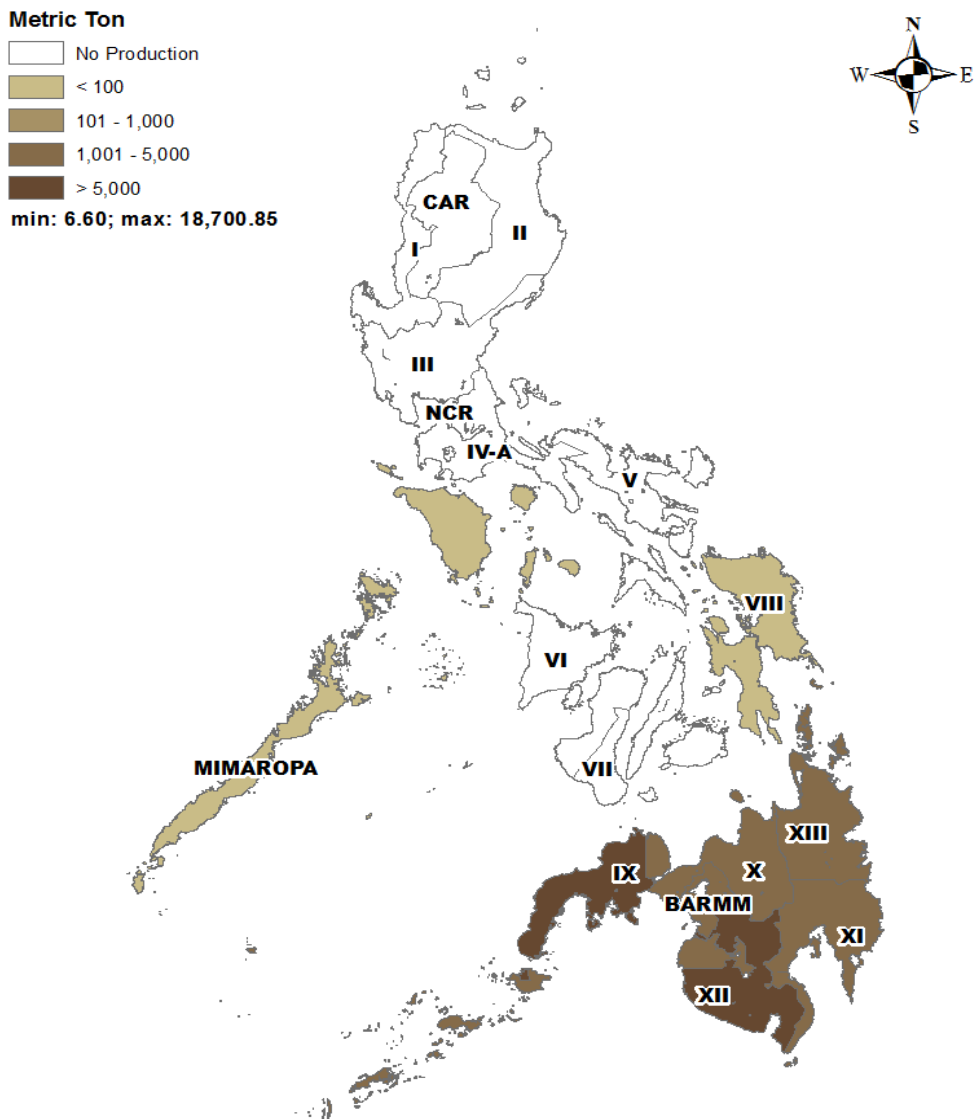 Metric Ton
No Production
< 100
101 - 1,000
1,001 - 5,000
> 5,000
min: 6.60; max: 18,700.85
N
W E
S
CAR
II
I
III
NCR
IV-A
V
VIII
VI
MIMAROPA
VII
XIII
IX
X
BARMM
XI
XII